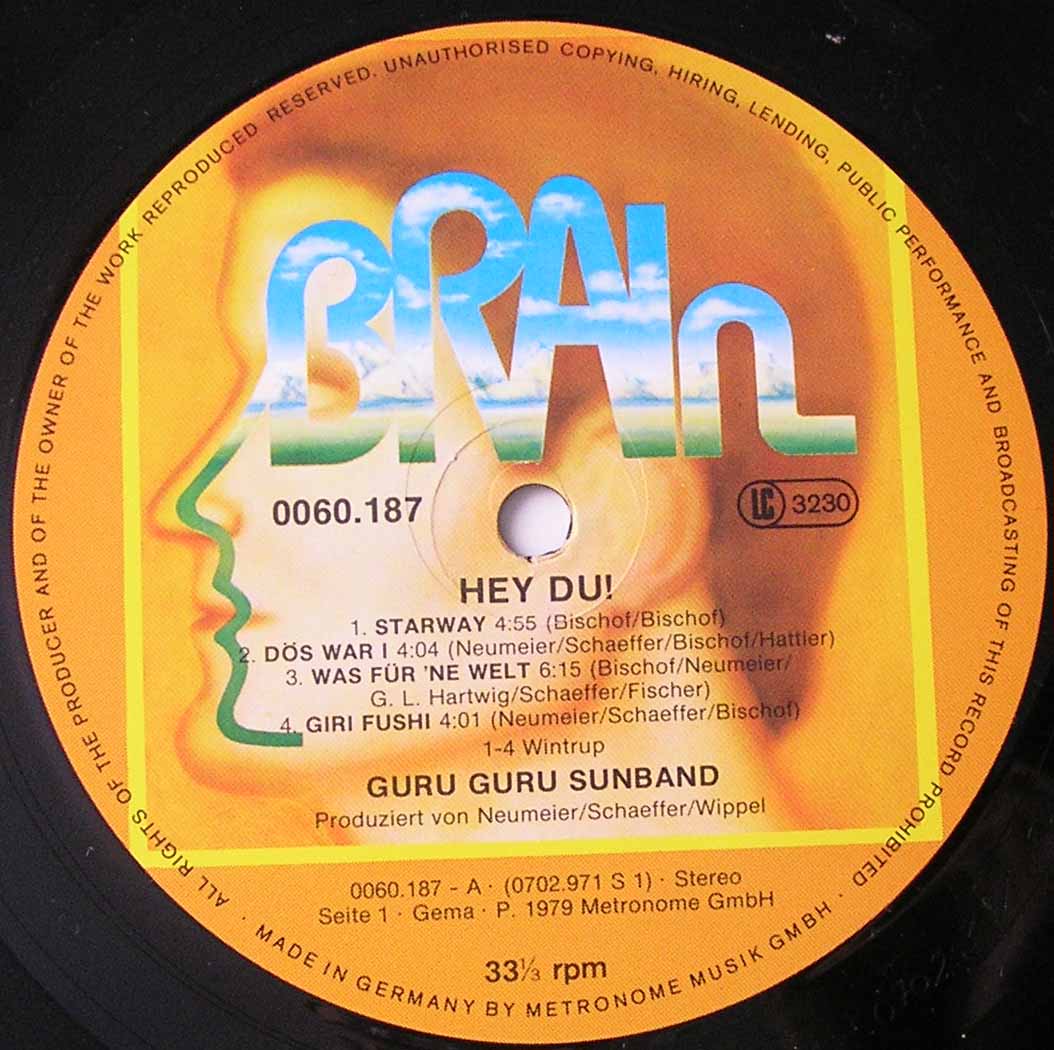 ALL RIGHTS OF THE PRODUCER AND OF THE OWNER OF THE WORK REPRODUCED RESERVED. UNAUTHORISED COPYING, HIRING, LENDING, PUBLIC PERFORMANCE AND BROADCASTING OF THIS RECORD PROHIBITED ·
BRAIn
0060.187
LC 3230
HEY DU!
1. STARWAY 4:55 (Bischof/Bischof)
2. DÖS WAR I 4:04 (Neumeier/Schaeffer/Bischof/Hattler)
3. WAS FÜR 'NE WELT 6:15 (Bischof/Neumeier/
G. L. Hartwig/Schaeffer/Fischer)
4. GIRI FUSHI 4:01 (Neumeier/Schaeffer/Bischof)
1-4 Wintrup
GURU GURU SUNBAND
Produziert von Neumeier/Schaeffer/Wippel
0060.187 - A · (0702.971 S 1) · Stereo
Seite 1 · Gema · P. 1979 Metronome GmbH
33⅓ rpm
· MADE IN GERMANY BY METRONOME MUSIK GMBH ·